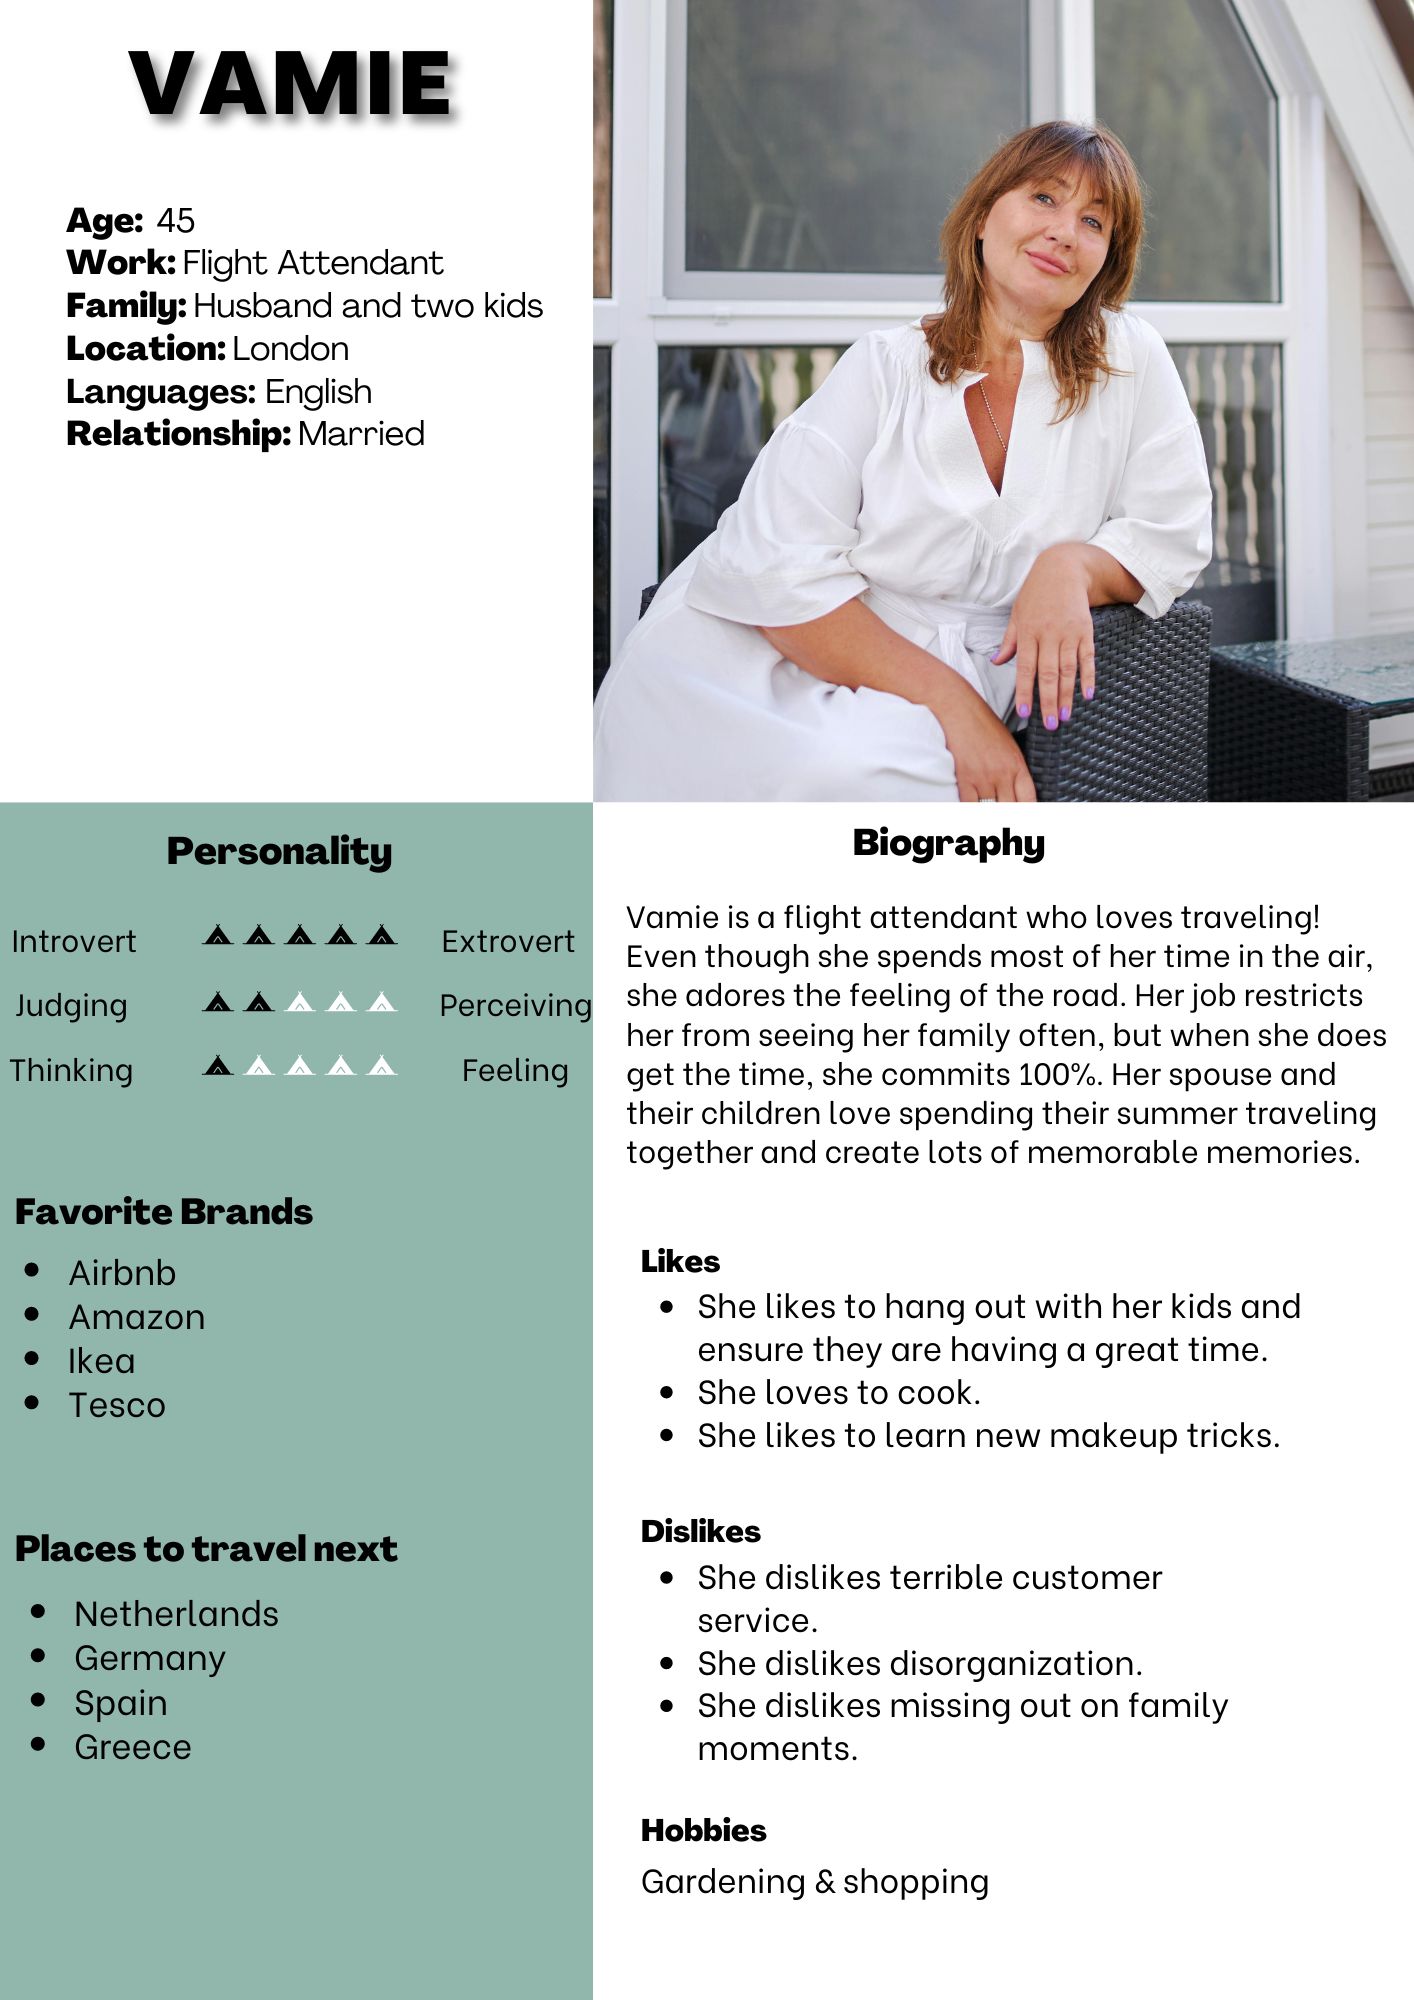 VAMIE
Age: 45
Work: Flight Attendant
Family: Husband and two kids
Location: London
Languages: English
Relationship: Married
Personality
Introvert Extrovert
Judging Perceiving
Thinking Feeling
Favorite Brands
• Airbnb
• Amazon
• Ikea
• Tesco
Places to travel next
• Netherlands
• Germany
• Spain
• Greece
Biography
Vamie is a flight attendant who loves traveling!
Even though she spends most of her time in the air,
she adores the feeling of the road. Her job restricts
her from seeing her family often, but when she does
get the time, she commits 100%. Her spouse and
their children love spending their summer traveling
together and create lots of memorable memories.
Likes
• She likes to hang out with her kids and
ensure they are having a great time.
• She loves to cook.
• She likes to learn new makeup tricks.
Dislikes
• She dislikes terrible customer
service.
• She dislikes disorganization.
• She dislikes missing out on family
moments.
Hobbies
Gardening & shopping